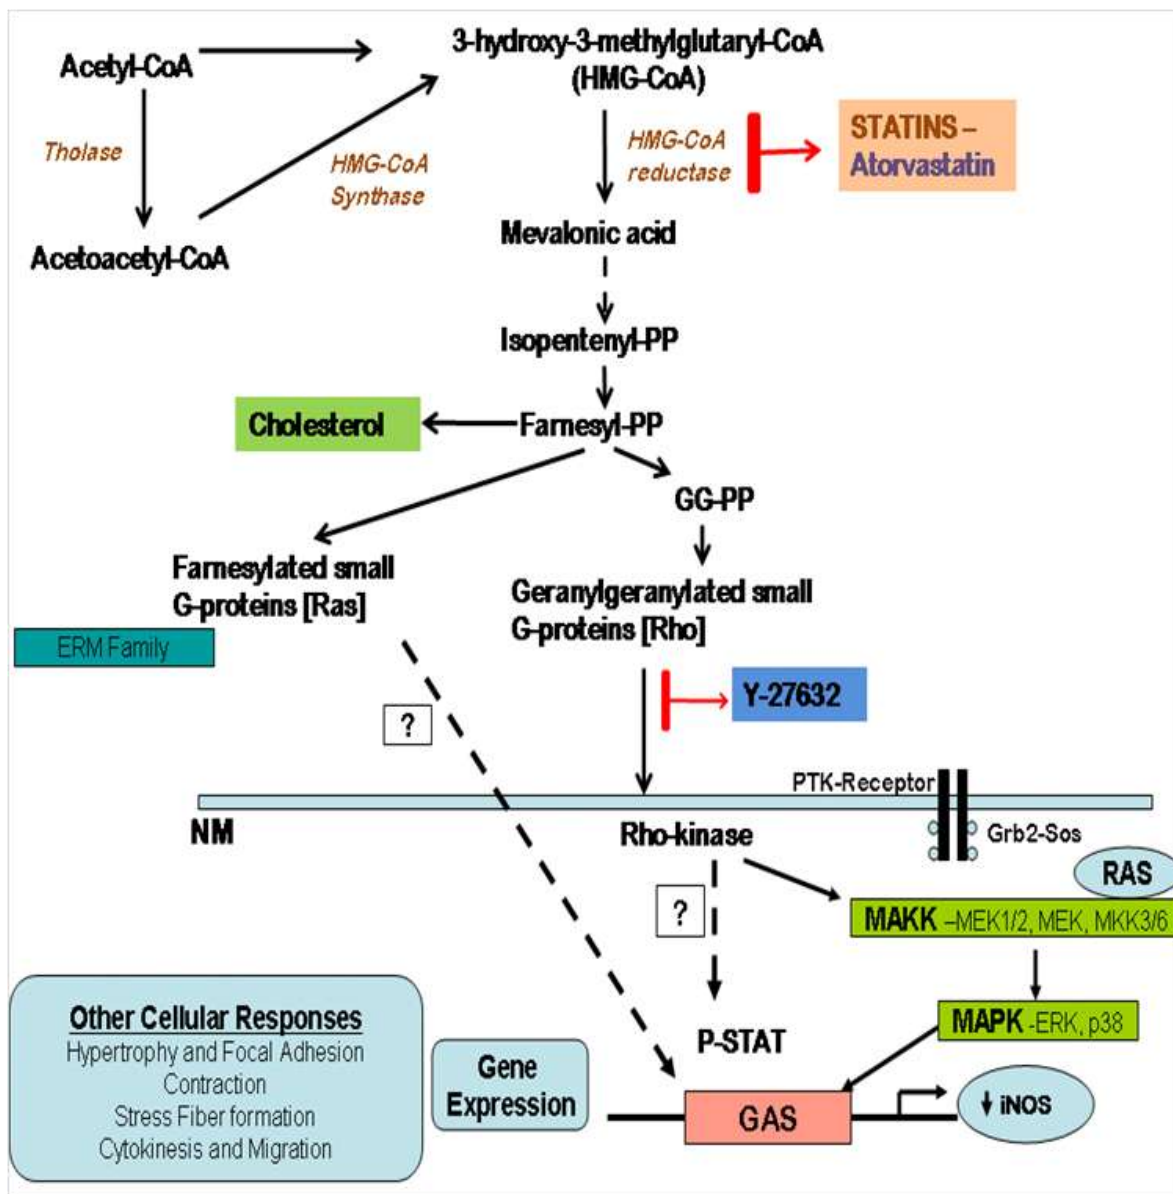 Acetyl-CoA
3-hydroxy-3-methylglutaryl-CoA
(HMG-CoA)
Tholase
HMG-CoA
Synthase
HMG-CoA
reductase
STATINS –
Atorvastatin
Acetoacetyl-CoA
Mevalonic acid
Isopentenyl-PP
Cholesterol
Farnesyl-PP
GG-PP
Farnesylated small
G-proteins [Ras]
Geranylgeranylated small
G-proteins [Rho]
ERM Family
?
Y-27632
PTK-Receptor
NM
Rho-kinase
Grb2-Sos
RAS
?
MAKK –MEK1/2, MEK, MKK3/6
MAPK -ERK, p38
P-STAT
Other Cellular Responses
Hypertrophy and Focal Adhesion
Contraction
Stress Fiber formation
Cytokinesis and Migration
Gene
Expression
GAS
↓ iNOS